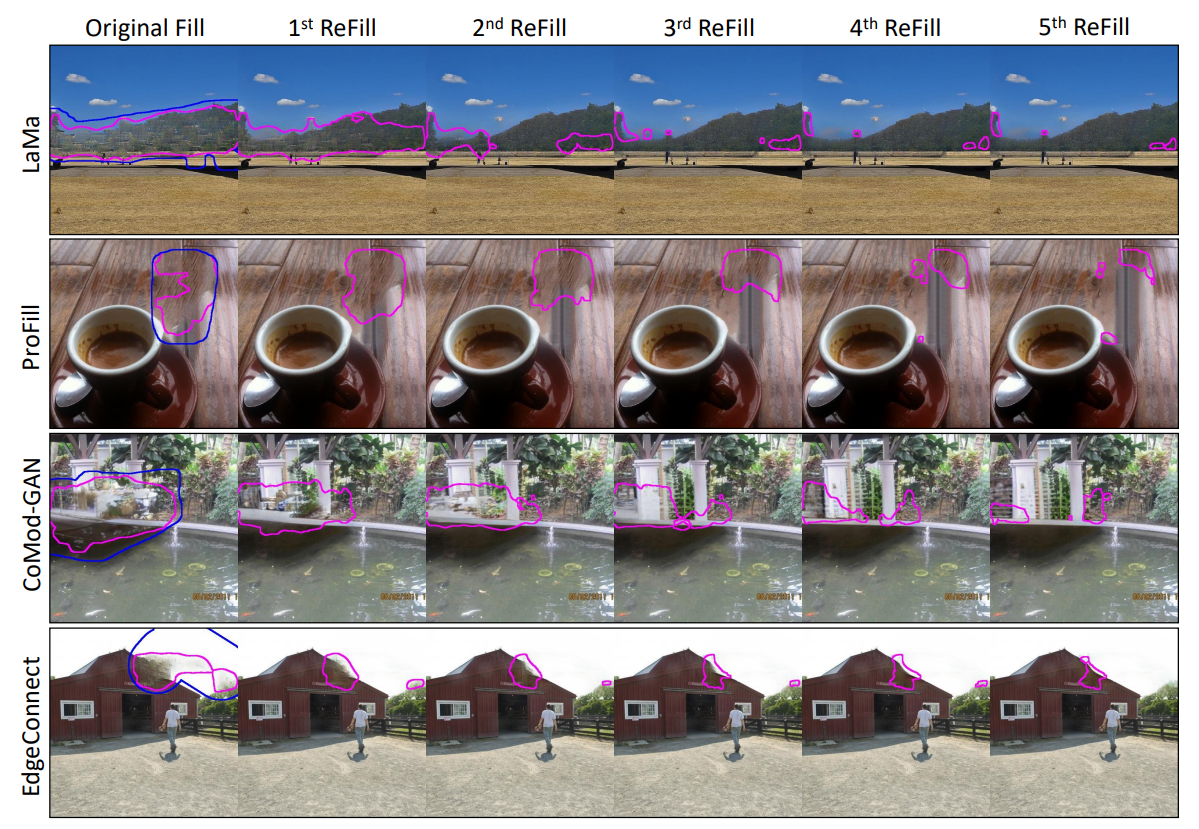 Original Fill 1st ReFill 2nd ReFill 3rd ReFill 4th ReFill 5th ReFill
LaMa
ProFill
CoMod-GAN
EdgeConnect